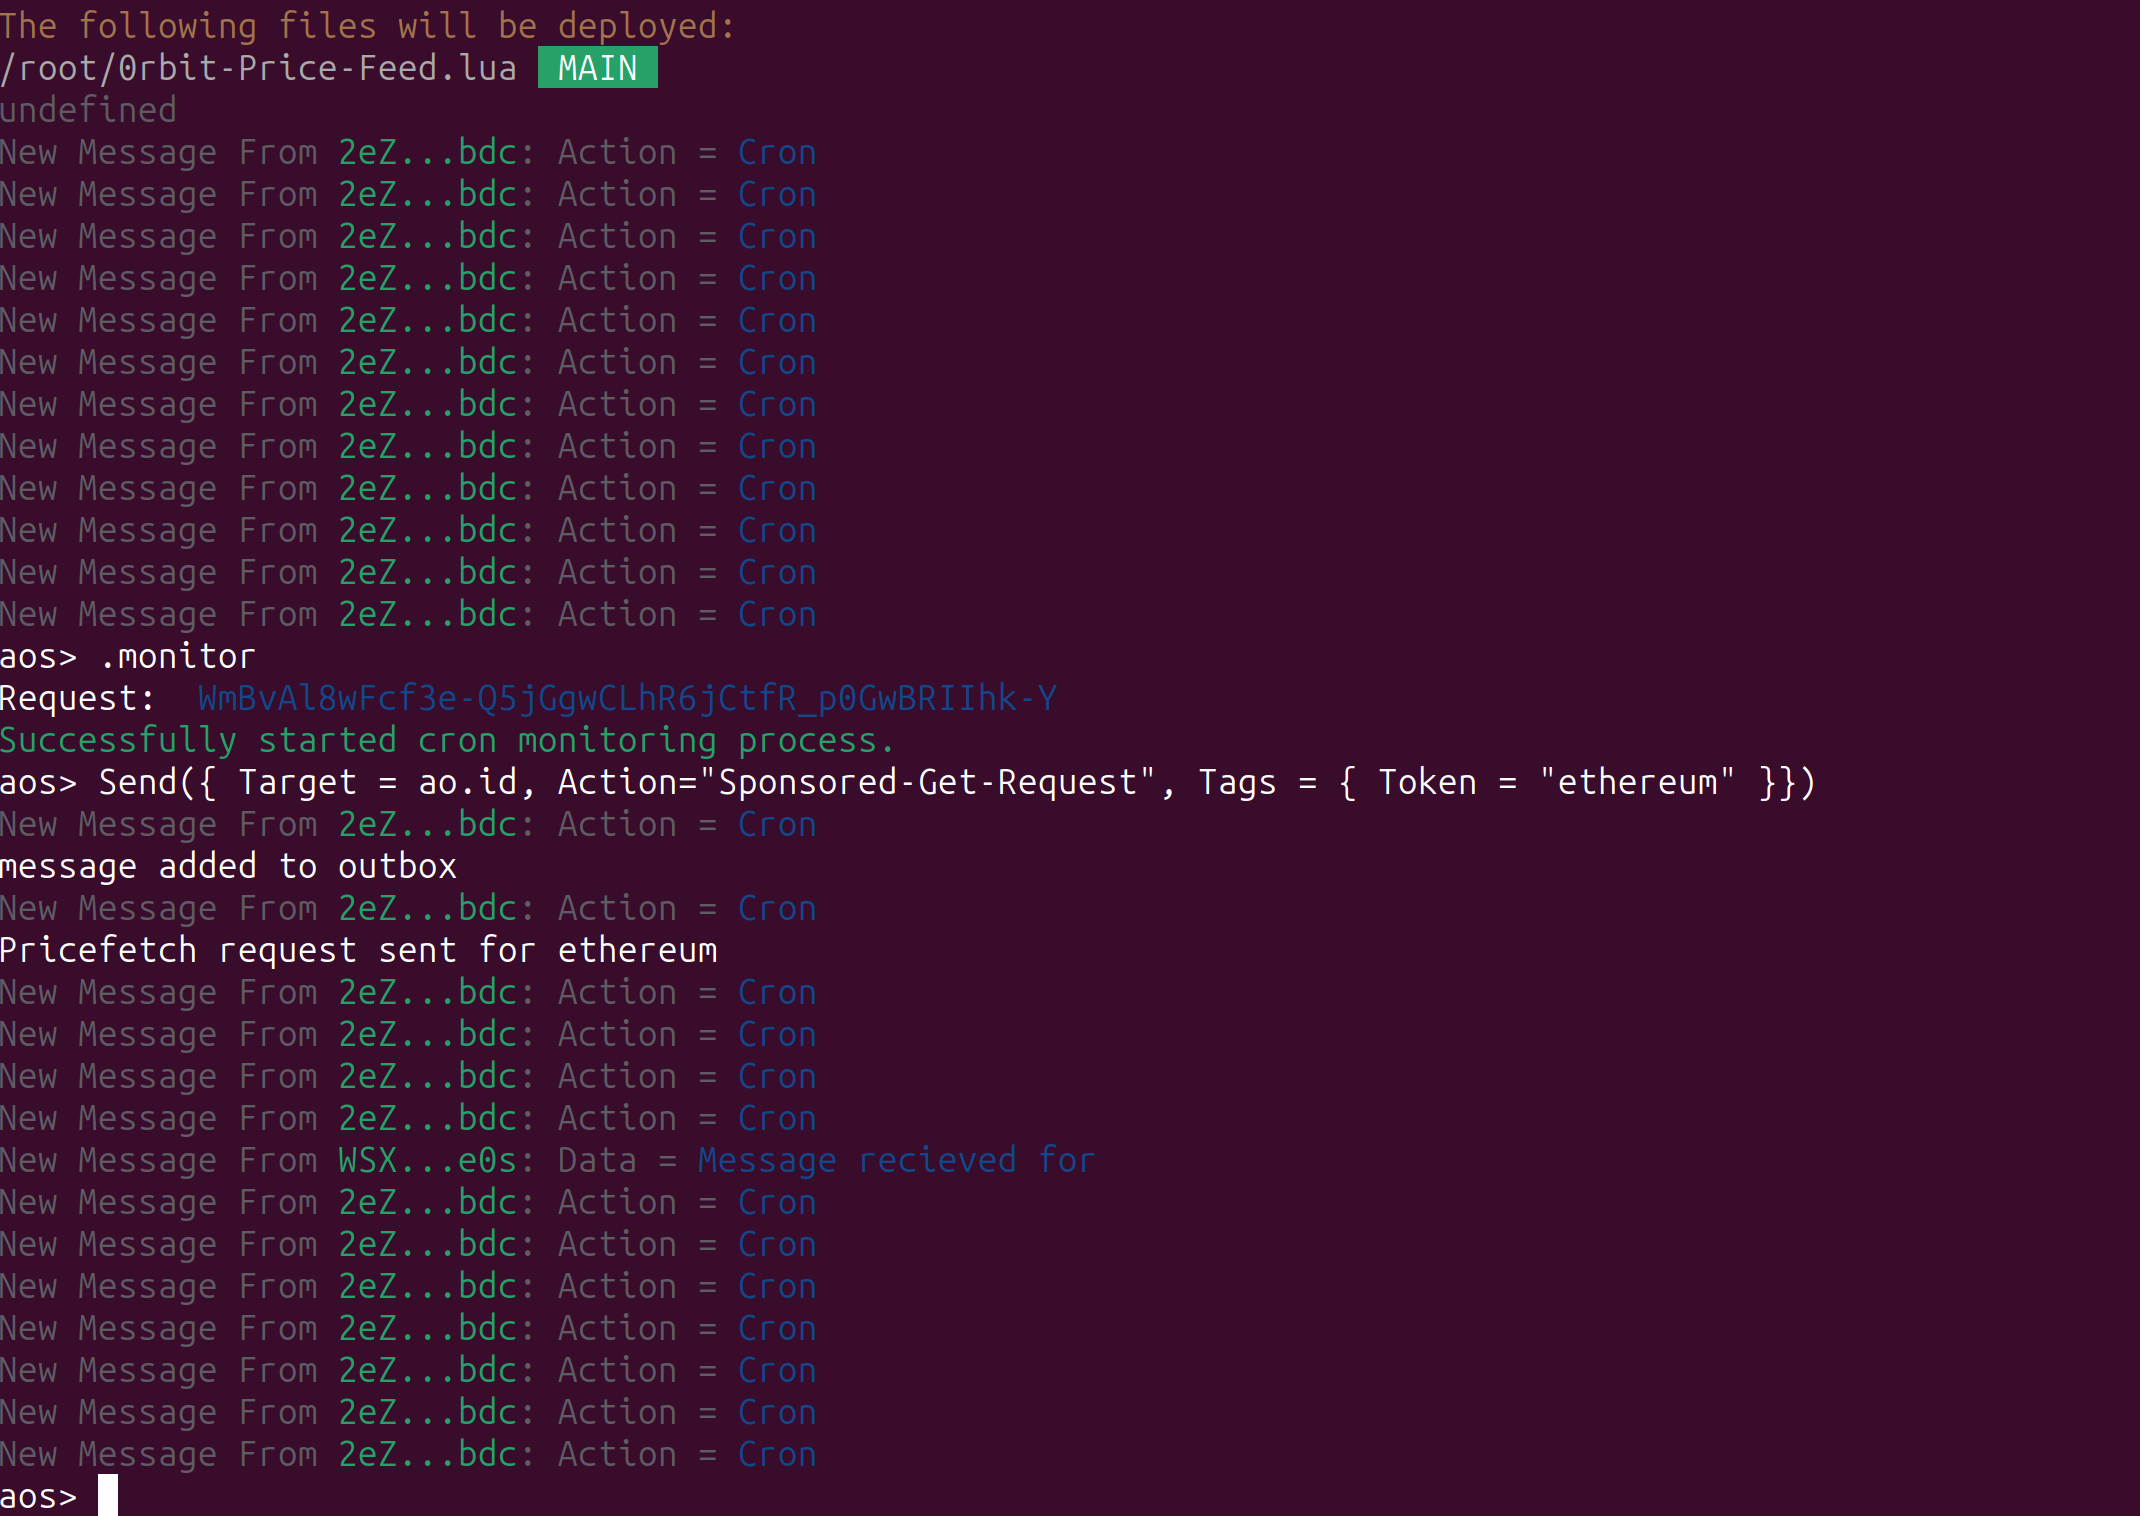 The following files will be deployed:
/root/0rbit-Price-Feed.lua MAIN
undefined
New Message From 2eZ...bdc: Action = Cron
New Message From 2eZ...bdc: Action = Cron
New Message From 2eZ...bdc: Action = Cron
New Message From 2eZ...bdc: Action = Cron
New Message From 2eZ...bdc: Action = Cron
New Message From 2eZ...bdc: Action = Cron
New Message From 2eZ...bdc: Action = Cron
New Message From 2eZ...bdc: Action = Cron
New Message From 2eZ...bdc: Action = Cron
New Message From 2eZ...bdc: Action = Cron
New Message From 2eZ...bdc: Action = Cron
New Message From 2eZ...bdc: Action = Cron
aos> .monitor
Request:  WmBvAl8wFcf3e-Q5jGgwCLhR6jCtfR_p0GwBRIIhk-Y
Successfully started cron monitoring process.
aos> Send({ Target = ao.id, Action="Sponsored-Get-Request", Tags = { Token = "ethereum" }})
New Message From 2eZ...bdc: Action = Cron
message added to outbox
New Message From 2eZ...bdc: Action = Cron
Pricefetch request sent for ethereum
New Message From 2eZ...bdc: Action = Cron
New Message From 2eZ...bdc: Action = Cron
New Message From 2eZ...bdc: Action = Cron
New Message From 2eZ...bdc: Action = Cron
New Message From WSX...e0s: Data = Message recieved for
New Message From 2eZ...bdc: Action = Cron
New Message From 2eZ...bdc: Action = Cron
New Message From 2eZ...bdc: Action = Cron
New Message From 2eZ...bdc: Action = Cron
New Message From 2eZ...bdc: Action = Cron
New Message From 2eZ...bdc: Action = Cron
New Message From 2eZ...bdc: Action = Cron
aos>